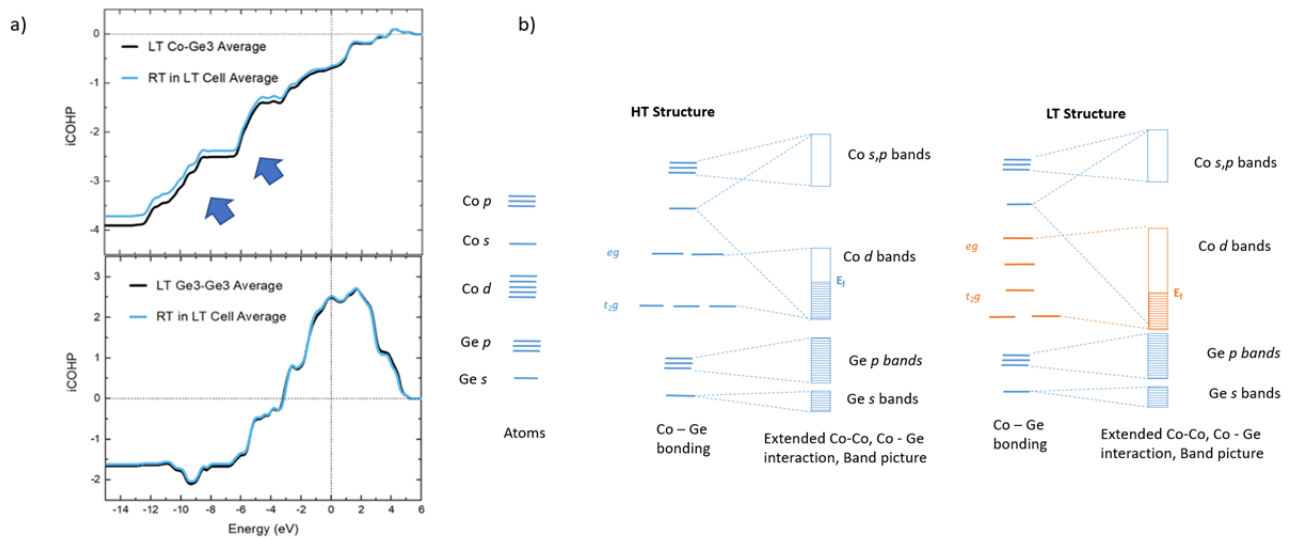 a)
0
-1
-2
-3
-4
iCOHP
LT Co-Ge3 Average
RT in LT Cell Average
3
2
1
0
-1
-2
iCOHP
LT Ge3-Ge3 Average
RT in LT Cell Average
-14 -12 -10 -8 -6 -4 -2 0 2 4 6
Energy (eV)
b)
Co p
Co s
Co d
Ge p
Ge s
Atoms
HT Structure
Co s,p bands
eg
Co d bands
Ef
t2g
Ge p bands
Ge s bands
Co – Ge
bonding
Extended Co-Co, Co - Ge
interaction, Band picture
LT Structure
Co s,p bands
eg
Co d bands
Ef
t2g
Ge p bands
Ge s bands
Co – Ge
bonding
Extended Co-Co, Co - Ge
interaction, Band picture